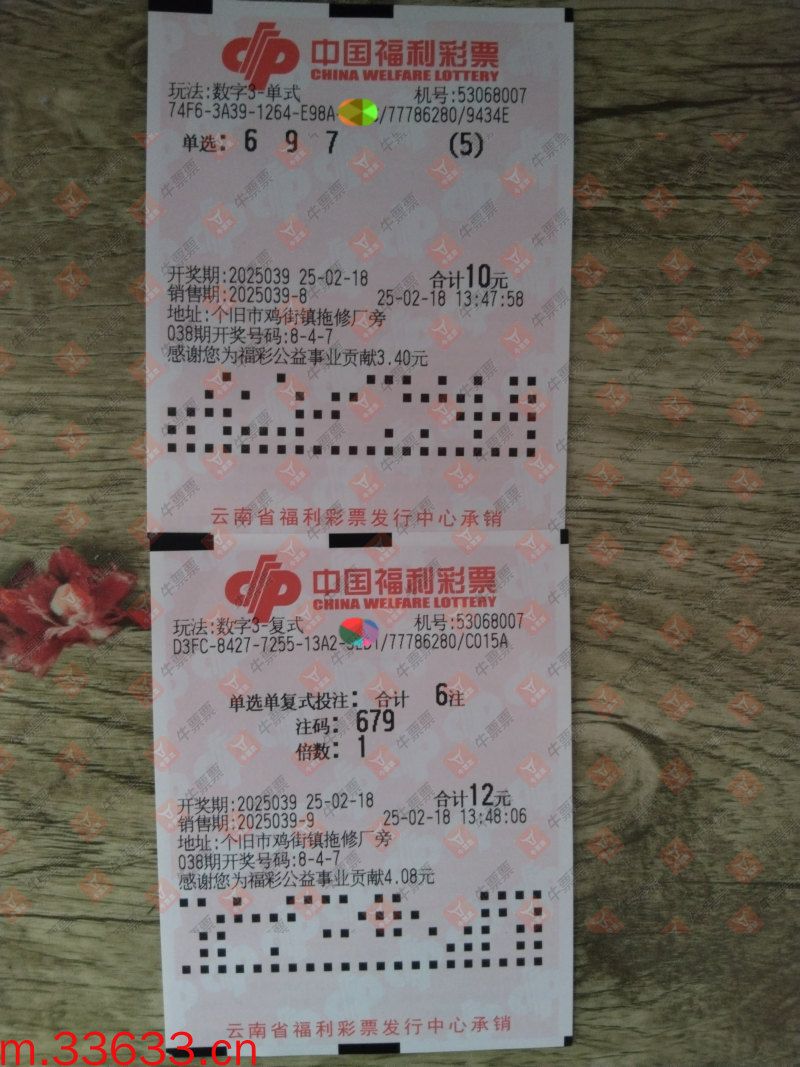 中国福利彩票
CHINA WELFARE LOTTERY
玩法:数字3-单式 机号:53068007
74F6-3A39-1264-E98A- /77786280/9434E
单选: 6 9 7 (5)
开奖期:2025039 25-02-18 合计10元
销售期:2025039-8 25-02-18 13:47:58
地址:个旧市鸡街镇拖修厂旁
038期开奖号码:8-4-7
感谢您为福彩公益事业贡献3.40元
云南省福利彩票发行中心承销
中国福利彩票
CHINA WELFARE LOTTERY
玩法:数字3-复式 机号:53068007
D3FC-8427-7255-13A2- /77786280/C015A
单选单复式投注: 合计 6注
注码: 679
倍数: 1
开奖期:2025039 25-02-18 合计12元
销售期:2025039-9 25-02-18 13:48:06
地址:个旧市鸡街镇拖修厂旁
038期开奖号码:8-4-7
感谢您为福彩公益事业贡献4.08元
云南省福利彩票发行中心承销
m.33633.cn
牛票票